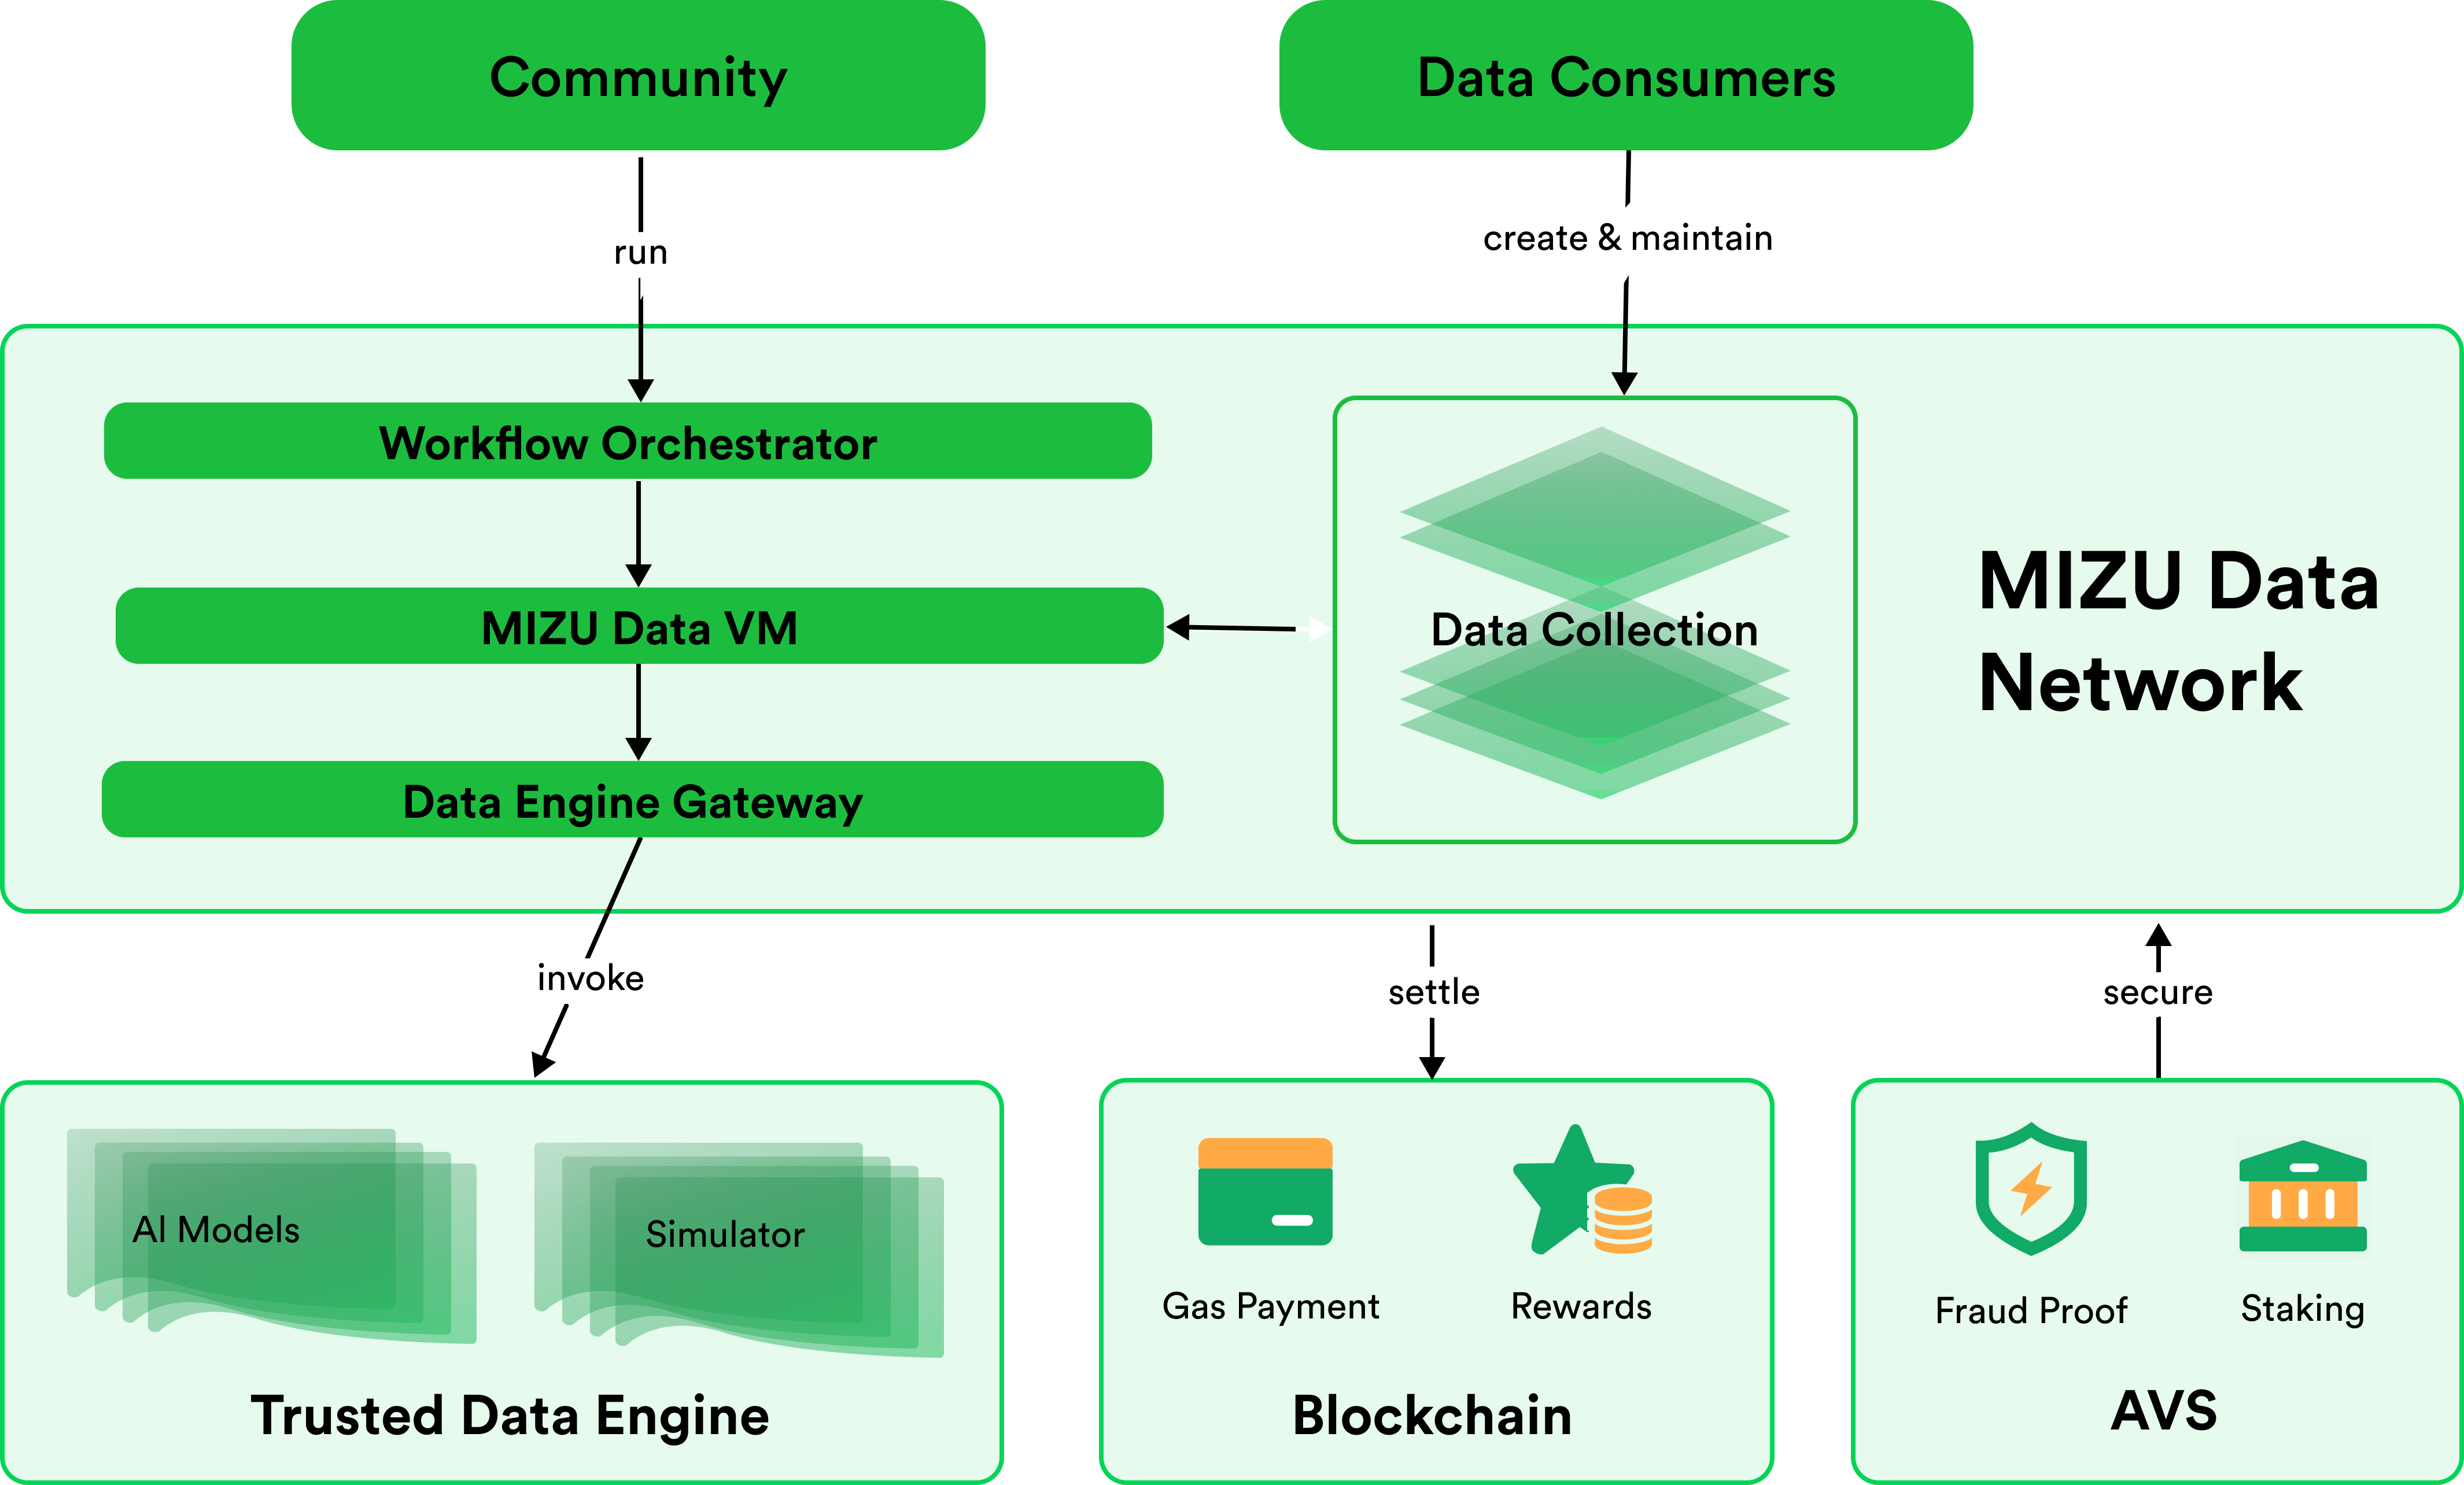 Community
Data Consumers
run
create & maintain
Workflow Orchestrator
MIZU Data VM
Data Engine Gateway
Data Collection
MIZU Data
Network
invoke
settle
secure
AI Models
Simulator
Trusted Data Engine
Gas Payment
Rewards
Blockchain
Fraud Proof
Staking
AVS